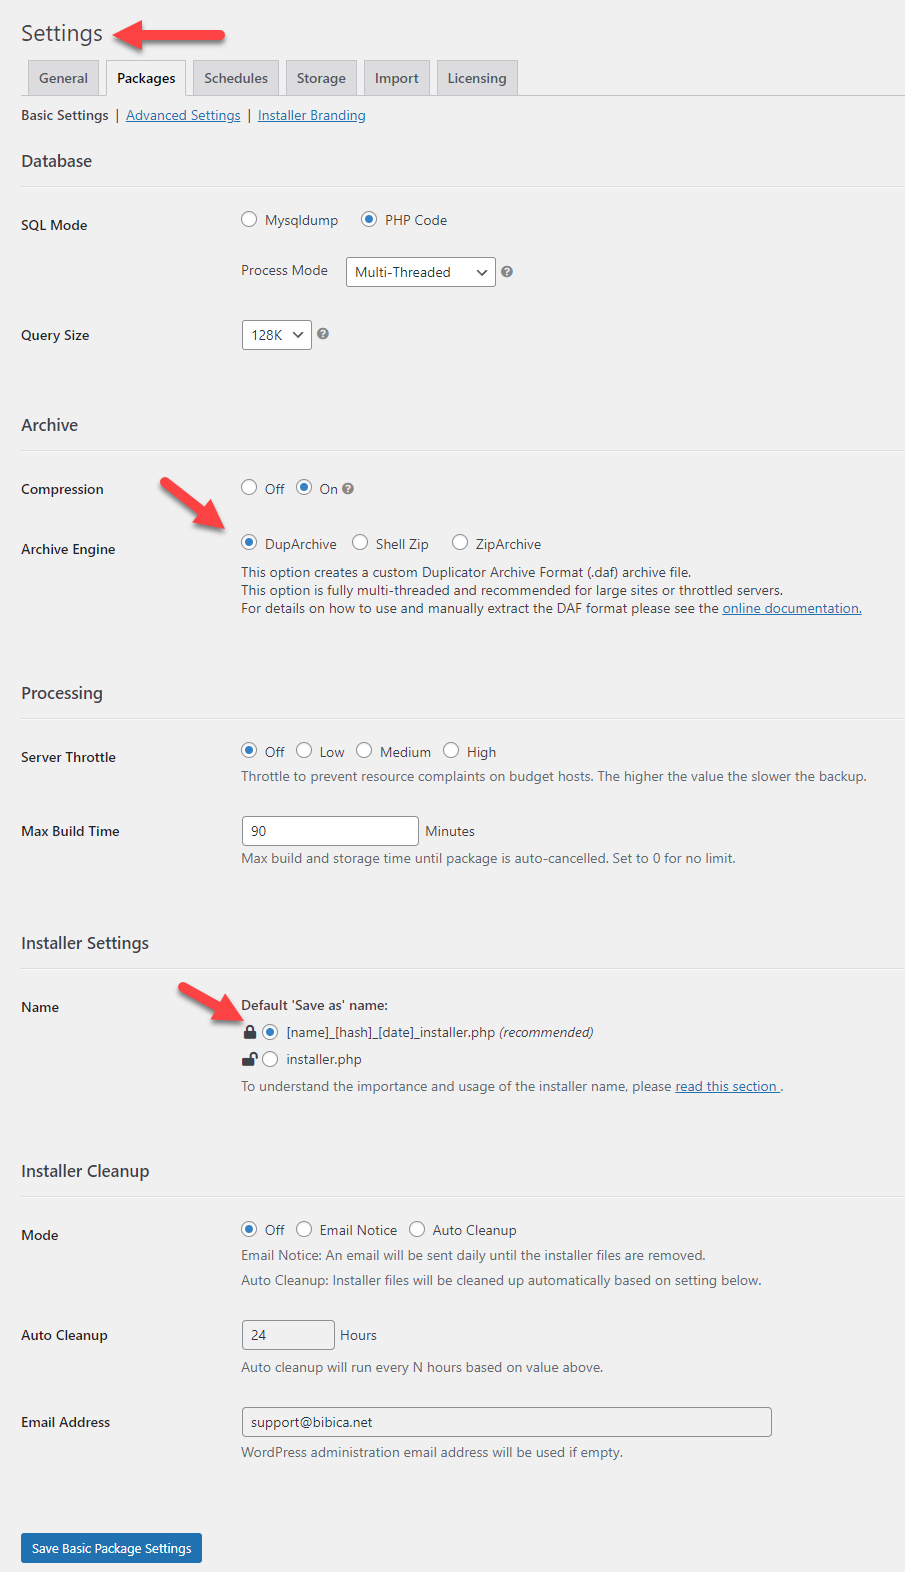 Settings
General Packages Schedules Storage Import Licensing
Basic Settings | Advanced Settings | Installer Branding
Database
SQL Mode Mysqldump PHP Code
Process Mode Multi-Threaded
Query Size 128K
Archive
Compression Off On
Archive Engine DupArchive Shell Zip ZipArchive
This option creates a custom Duplicator Archive Format (.daf) archive file.
This option is fully multi-threaded and recommended for large sites or throttled servers.
For details on how to use and manually extract the DAF format please see the online documentation.
Processing
Server Throttle Off Low Medium High
Throttle to prevent resource complaints on budget hosts. The higher the value the slower the backup.
Max Build Time 90 Minutes
Max build and storage time until package is auto-cancelled. Set to 0 for no limit.
Installer Settings
Name Default 'Save as' name:
[name]_[hash]_[date]_installer.php (recommended)
installer.php
To understand the importance and usage of the installer name, please read this section .
Installer Cleanup
Mode Off Email Notice Auto Cleanup
Email Notice: An email will be sent daily until the installer files are removed.
Auto Cleanup: Installer files will be cleaned up automatically based on setting below.
Auto Cleanup 24 Hours
Auto cleanup will run every N hours based on value above.
Email Address support@bibica.net
WordPress administration email address will be used if empty.
Save Basic Package Settings